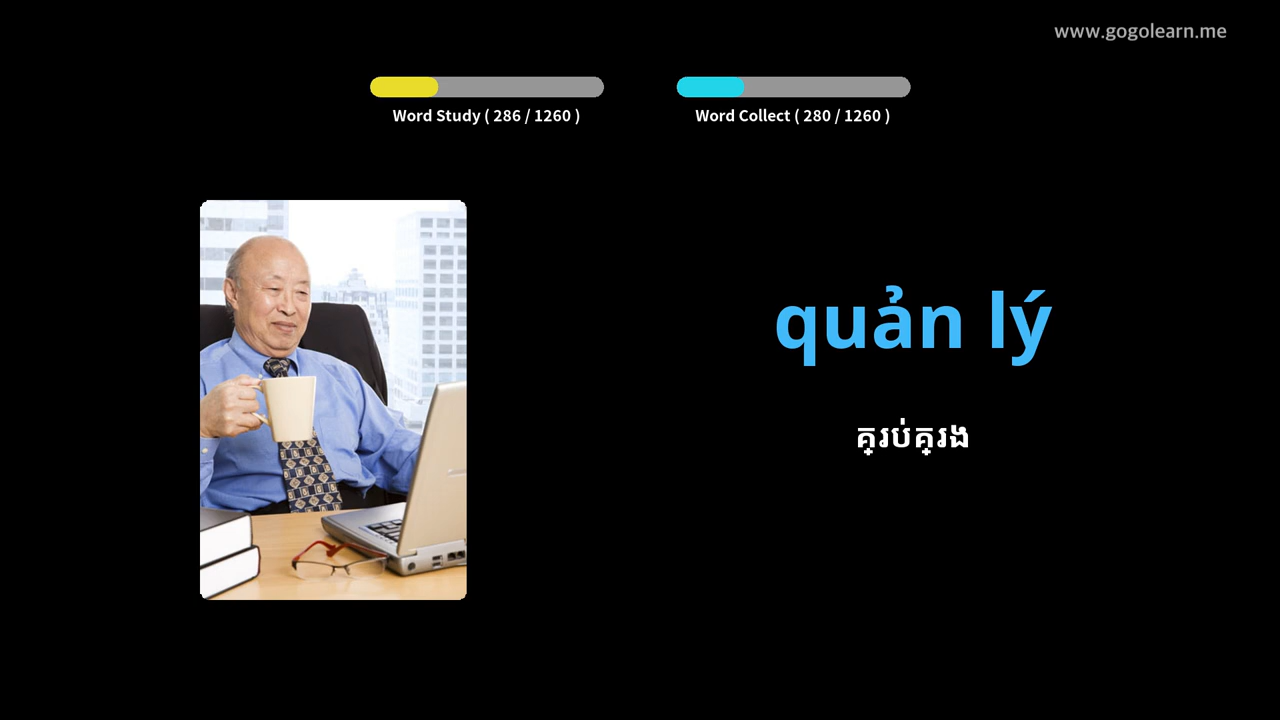 www.gogolearn.me
Word Study ( 286 / 1260 )
Word Collect ( 280 / 1260 )
quản lý
គ្រប់គ្រង